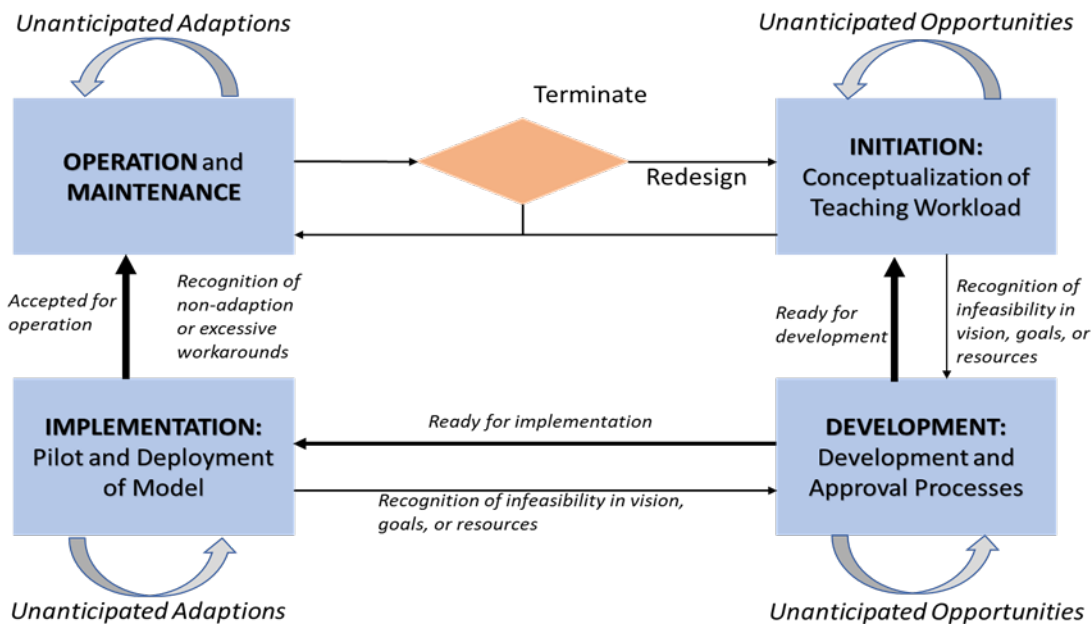 Unanticipated Adaptions
Unanticipated Opportunities
Terminate
OPERATION and
MAINTENANCE
Redesign
INITIATION:
Conceptualization of
Teaching Workload
Accepted for
operation
Recognition of
non-adaption
or excessive
workarounds
Ready for
development
Recognition of
infeasibility in
vision, goals, or
resources
IMPLEMENTATION:
Pilot and Deployment
of Model
Ready for implementation
Recognition of infeasibility in vision,
goals, or resources
DEVELOPMENT:
Development and
Approval Processes
Unanticipated Adaptions
Unanticipated Opportunities